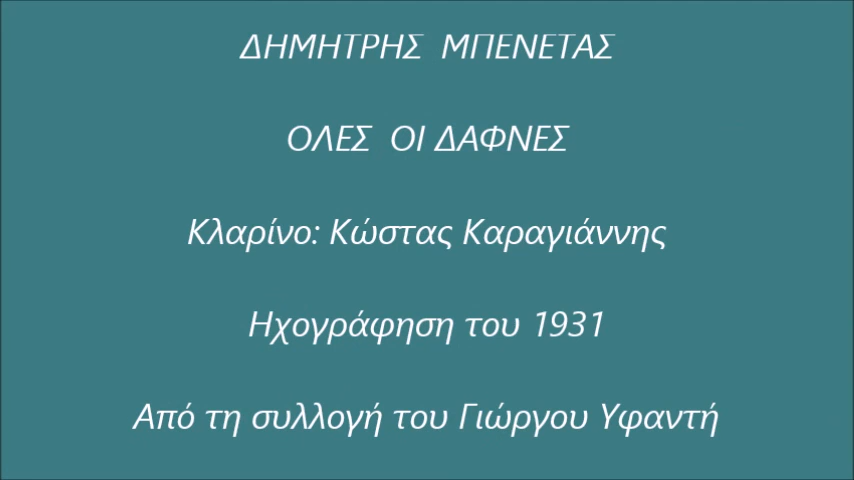 ΔΗΜΗΤΡΗΣ ΜΠΕΝΕΤΑΣ
ΟΛΕΣ ΟΙ ΔΑΦΝΕΣ
Κλαρίνο: Κώστας Καραγιάννης
Ηχογράφηση του 1931
Από τη συλλογή του Γιώργου Υφαντή